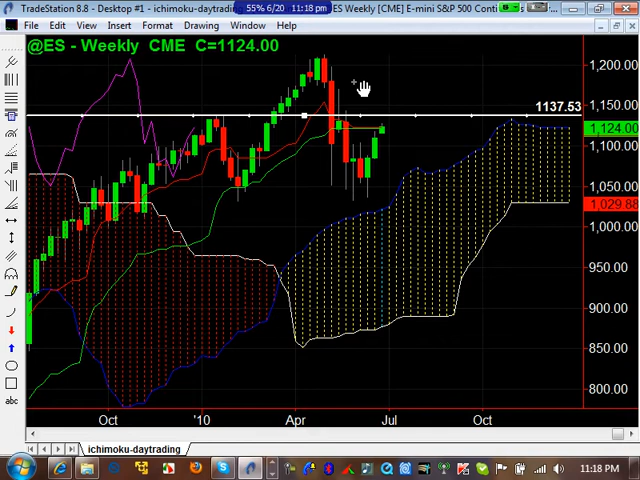 TradeStation 8.8 - Desktop #1 - ichimoku-daytrading
55% 6/20 11:18 pm
ES Weekly [CME] E-mini S&P 500 Conti
File Edit View Insert Format Drawing Window Help
@ES - Weekly CME C=1124.00
1,200.00
1137.53
1,150.00
1,124.00
1,100.00
1,050.00
1,029.88
1,000.00
950.00
900.00
850.00
800.00
abc
Oct '10 Apr Jul Oct
ichimoku-daytrading
11:18 PM